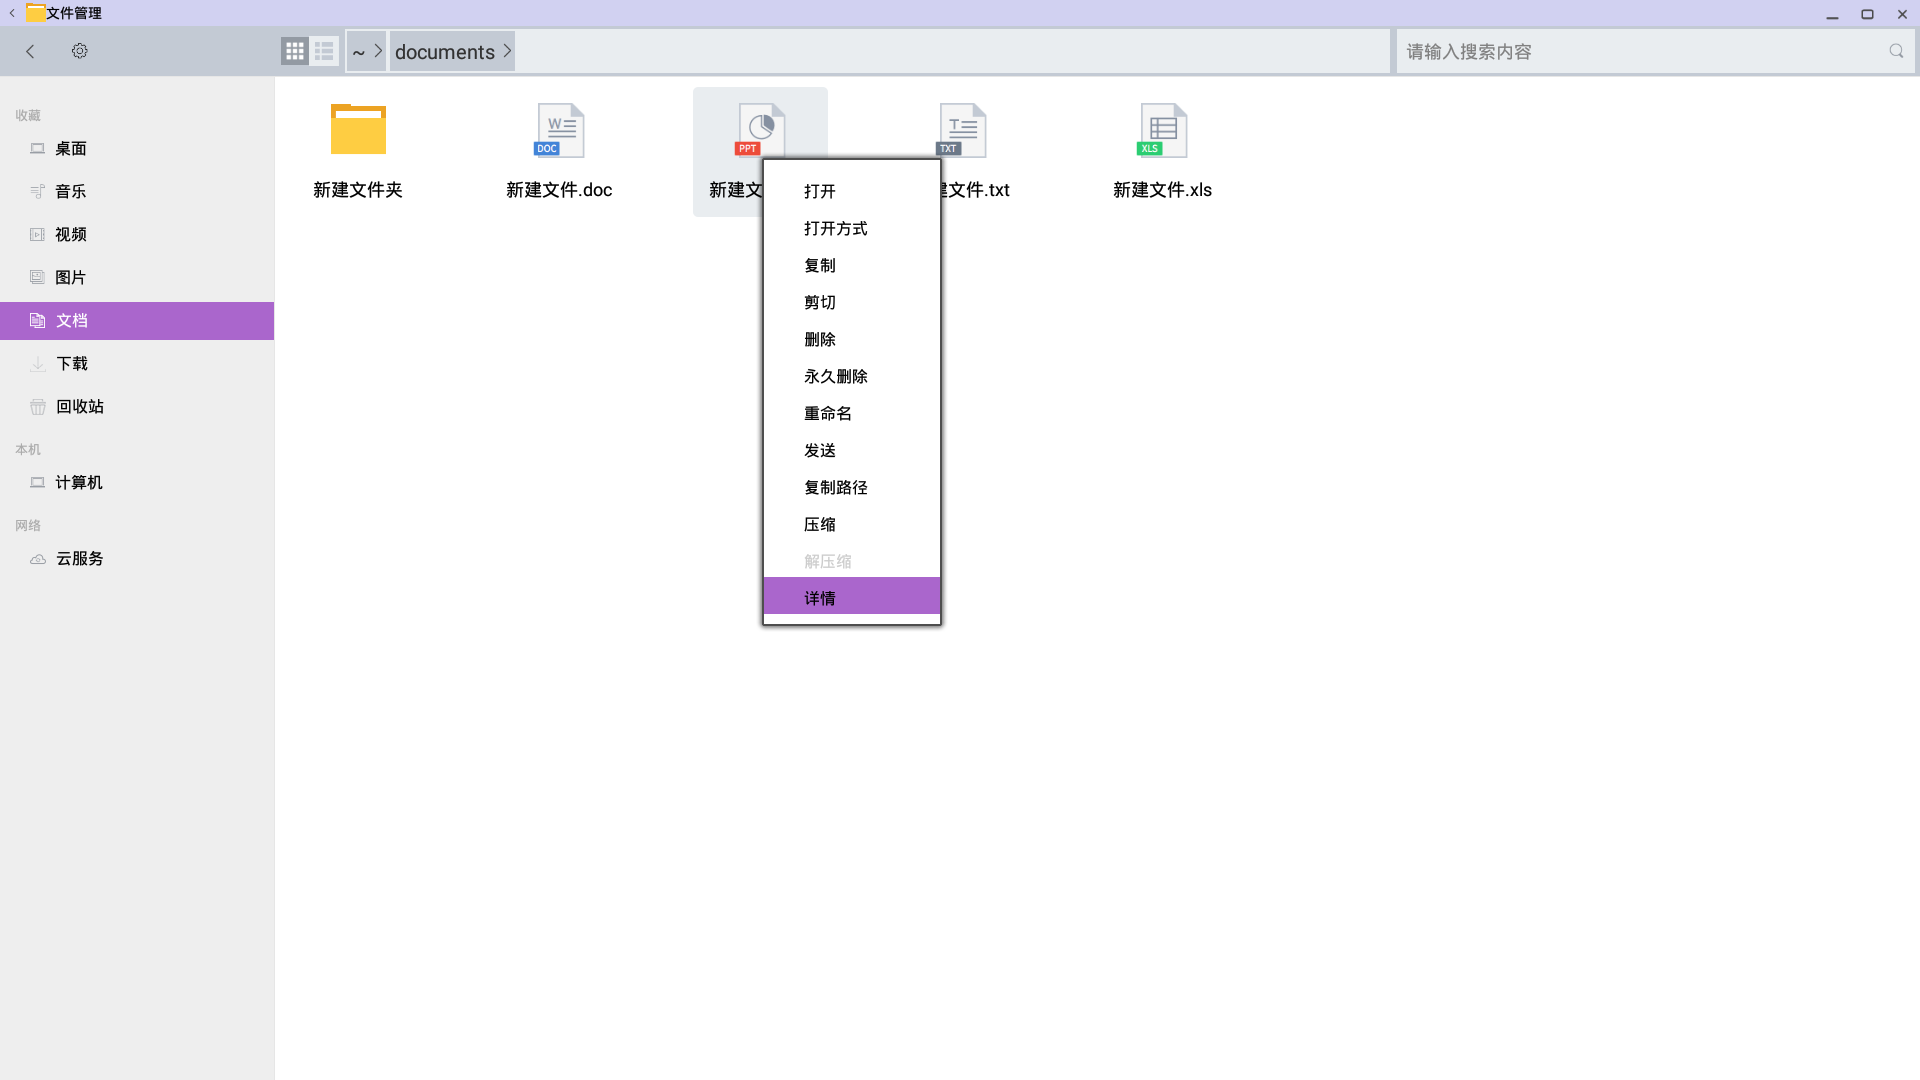 文件管理
~
documents
请输入搜索内容
收藏
桌面
音乐
视频
图片
文档
下载
回收站
本机
计算机
网络
云服务
新建文件夹
W
DOC
新建文件.doc
PPT
新建文
T
TXT
文件.txt
XLS
新建文件.xls
打开
打开方式
复制
剪切
删除
永久删除
重命名
发送
复制路径
压缩
解压缩
详情